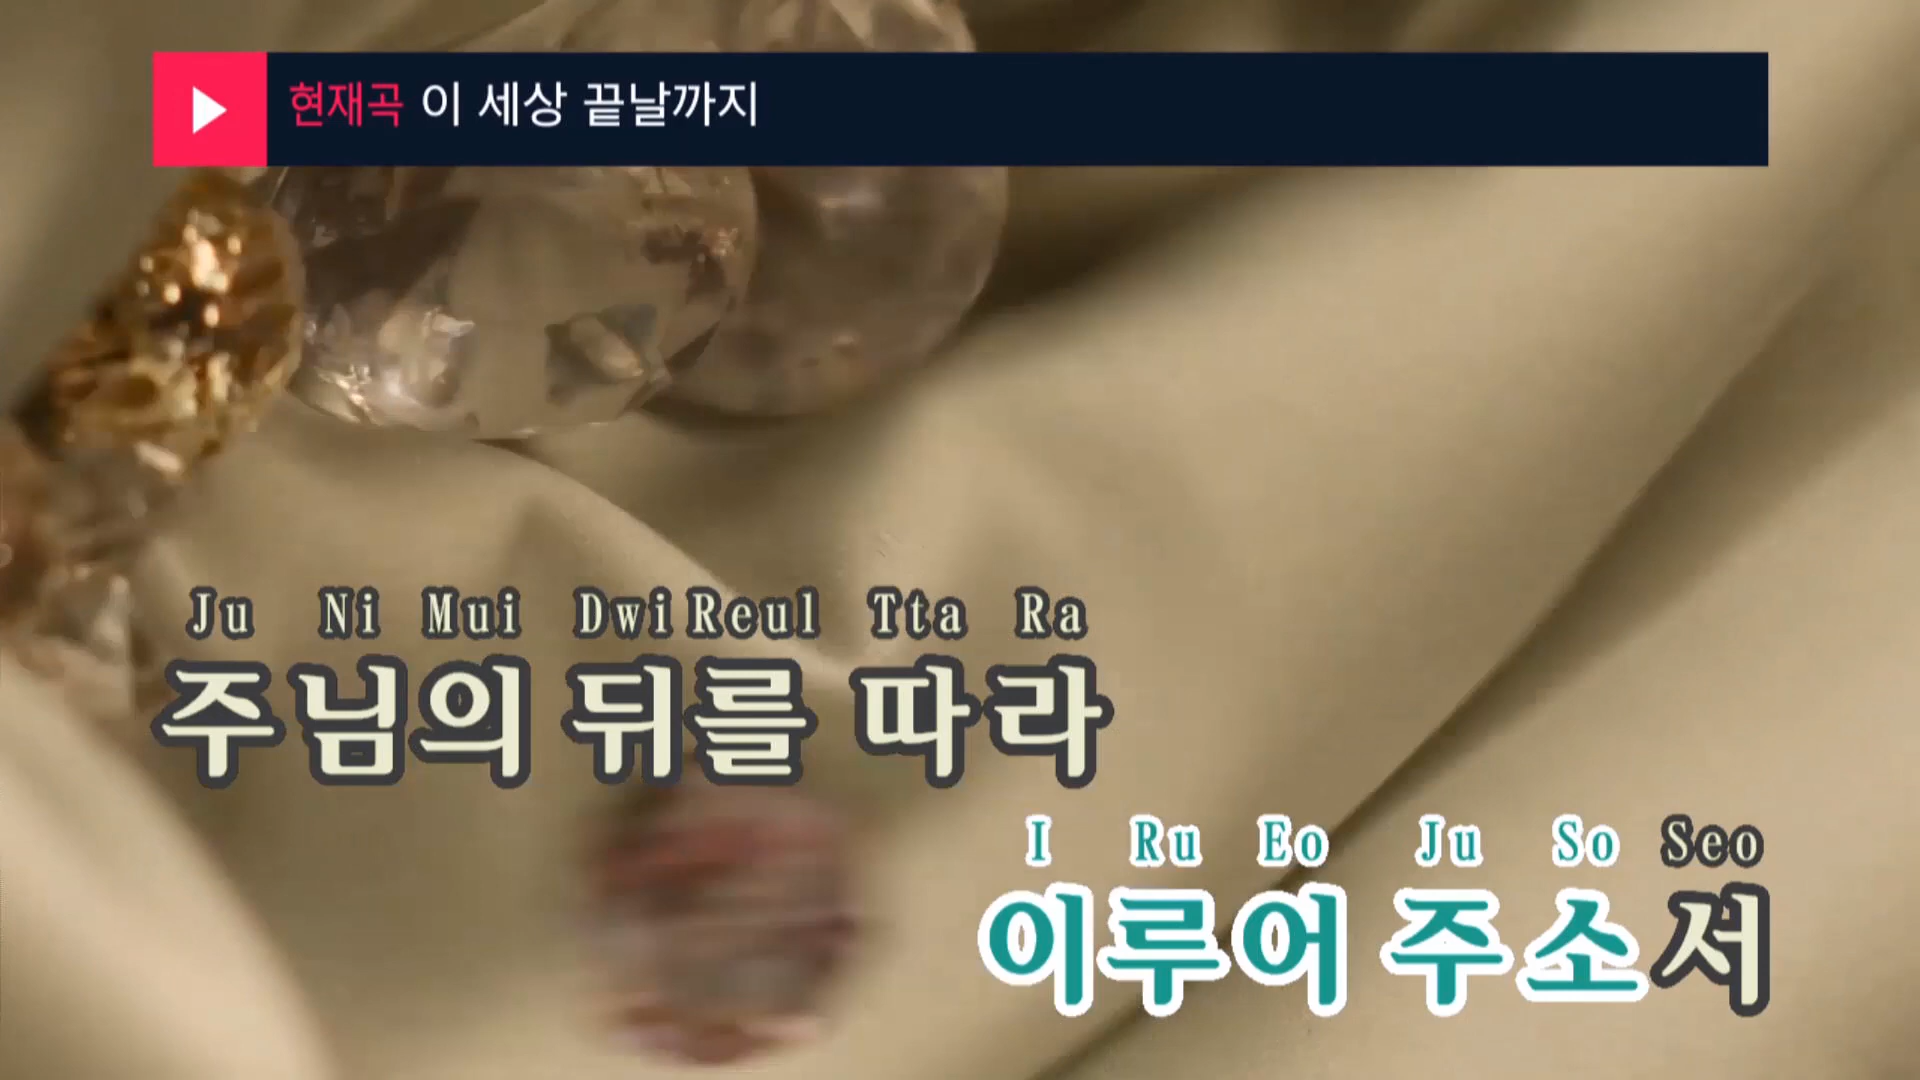 현재곡 이 세상 끝날까지
Ju Ni Mui Dwi Reul Tta Ra
주님의 뒤를 따라
I Ru Eo Ju So Seo
이루어 주소서